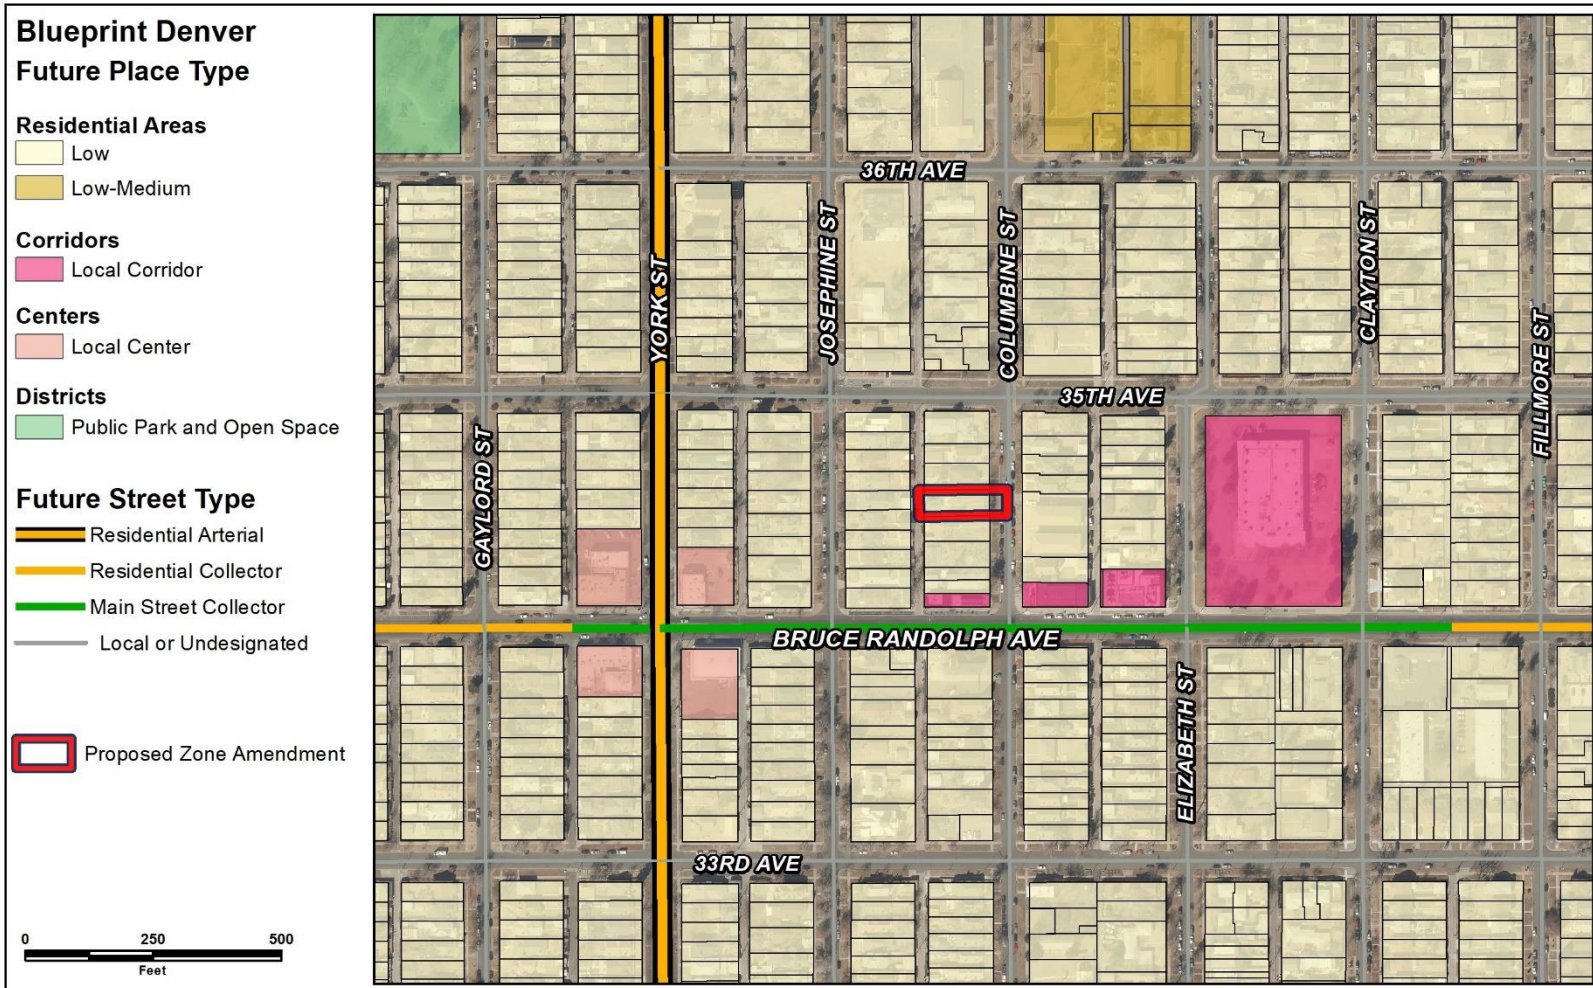 Blueprint Denver
Future Place Type
Residential Areas
Low
Low-Medium
Corridors
Local Corridor
Centers
Local Center
Districts
Public Park and Open Space
Future Street Type
Residential Arterial
Residential Collector
Main Street Collector
Local or Undesignated
Proposed Zone Amendment
0 250 500
Feet
36TH AVE
YORK ST
JOSEPHINE ST
COLUMBINE ST
CLAYTON ST
FILLMORE ST
35TH AVE
GAYLORD ST
BRUCE RANDOLPH AVE
ELIZABETH ST
33RD AVE